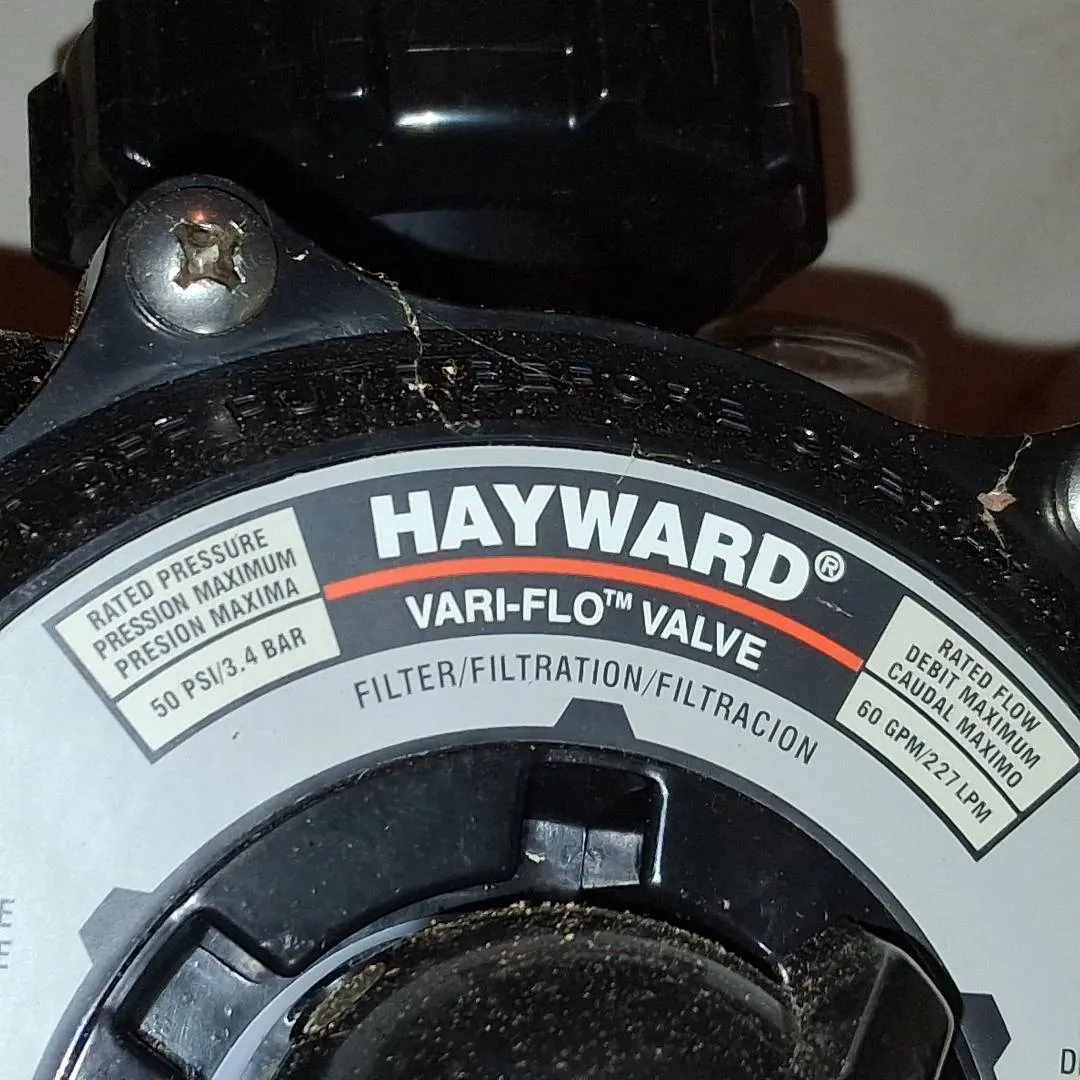 HAYWARD®
VARI-FLO™ VALVE
FILTER/FILTRATION/FILTRACION
RATED PRESSURE
PRESSION MAXIMUM
PRESION MAXIMA
50 PSI/3.4 BAR
RATED FLOW
DEBIT MAXIMUM
CAUDAL MAXIMO
60 GPM/227 LPM